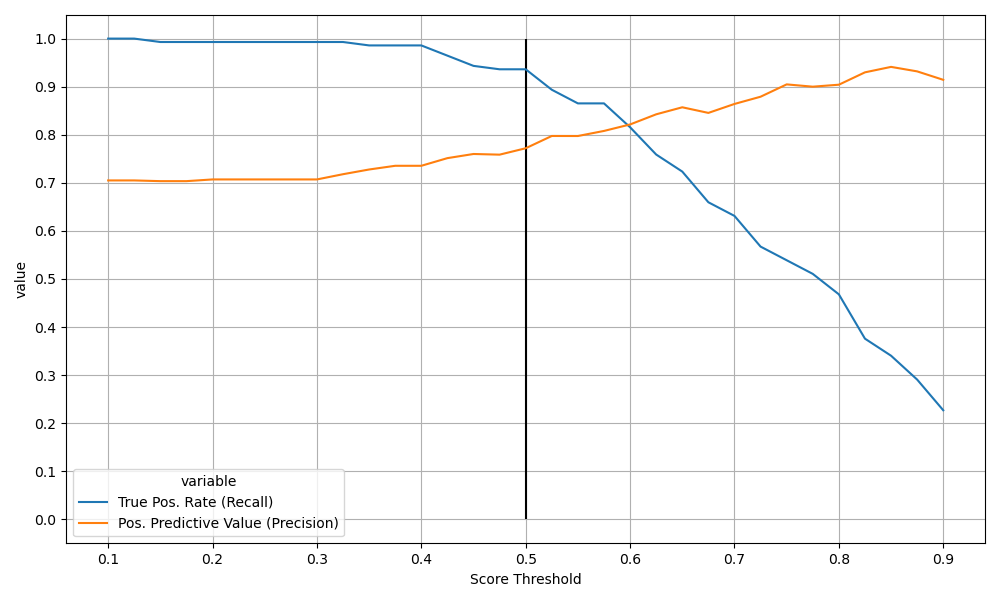 1.0
0.9
0.8
0.7
0.6
0.5
0.4
0.3
0.2
0.1
0.0
value
variable
True Pos. Rate (Recall)
Pos. Predictive Value (Precision)
0.1 0.2 0.3 0.4 0.5 0.6 0.7 0.8 0.9
Score Threshold